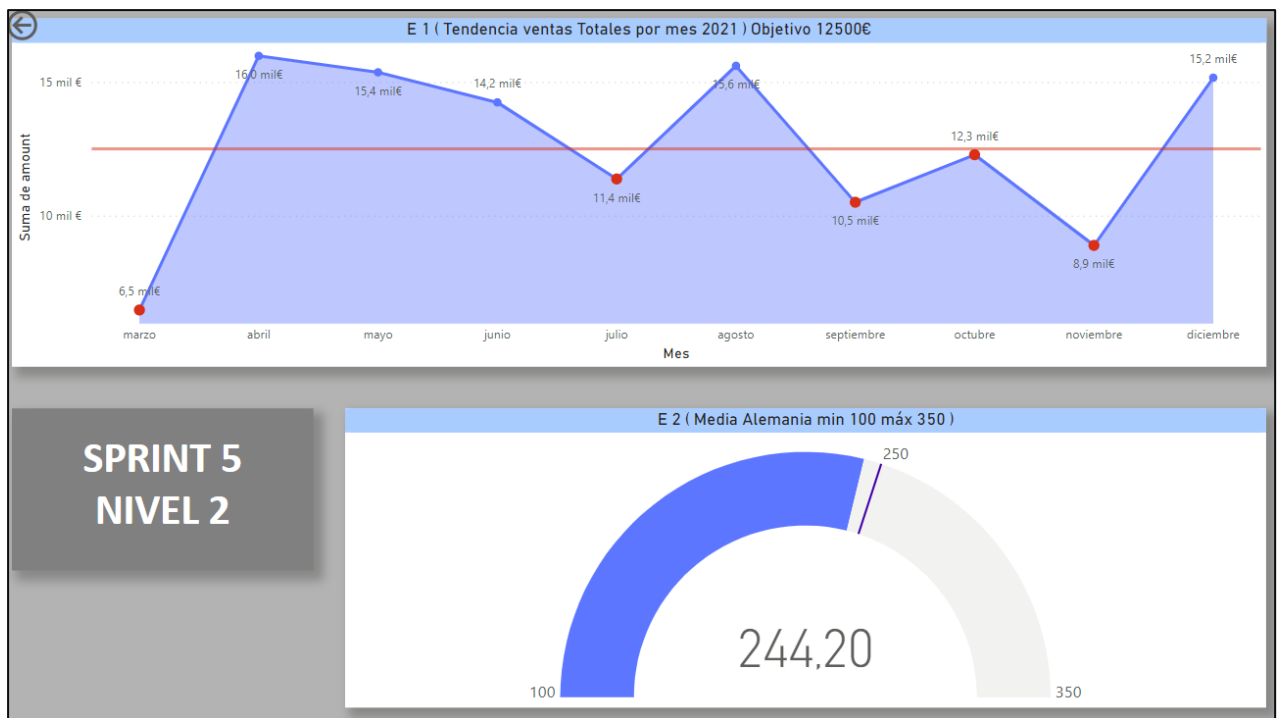 E 1 ( Tendencia ventas Totales por mes 2021 ) Objetivo 12500€
15 mil €
10 mil €
Suma de amount
6,5 mil€
16,0 mil€
15,4 mil€
14,2 mil€
11,4 mil€
15,6 mil€
10,5 mil€
12,3 mil€
8,9 mil€
15,2 mil€
marzo abril mayo junio julio agosto septiembre octubre noviembre diciembre
Mes
SPRINT 5
NIVEL 2
E 2 ( Media Alemania min 100 máx 350 )
250
244,20
100
350